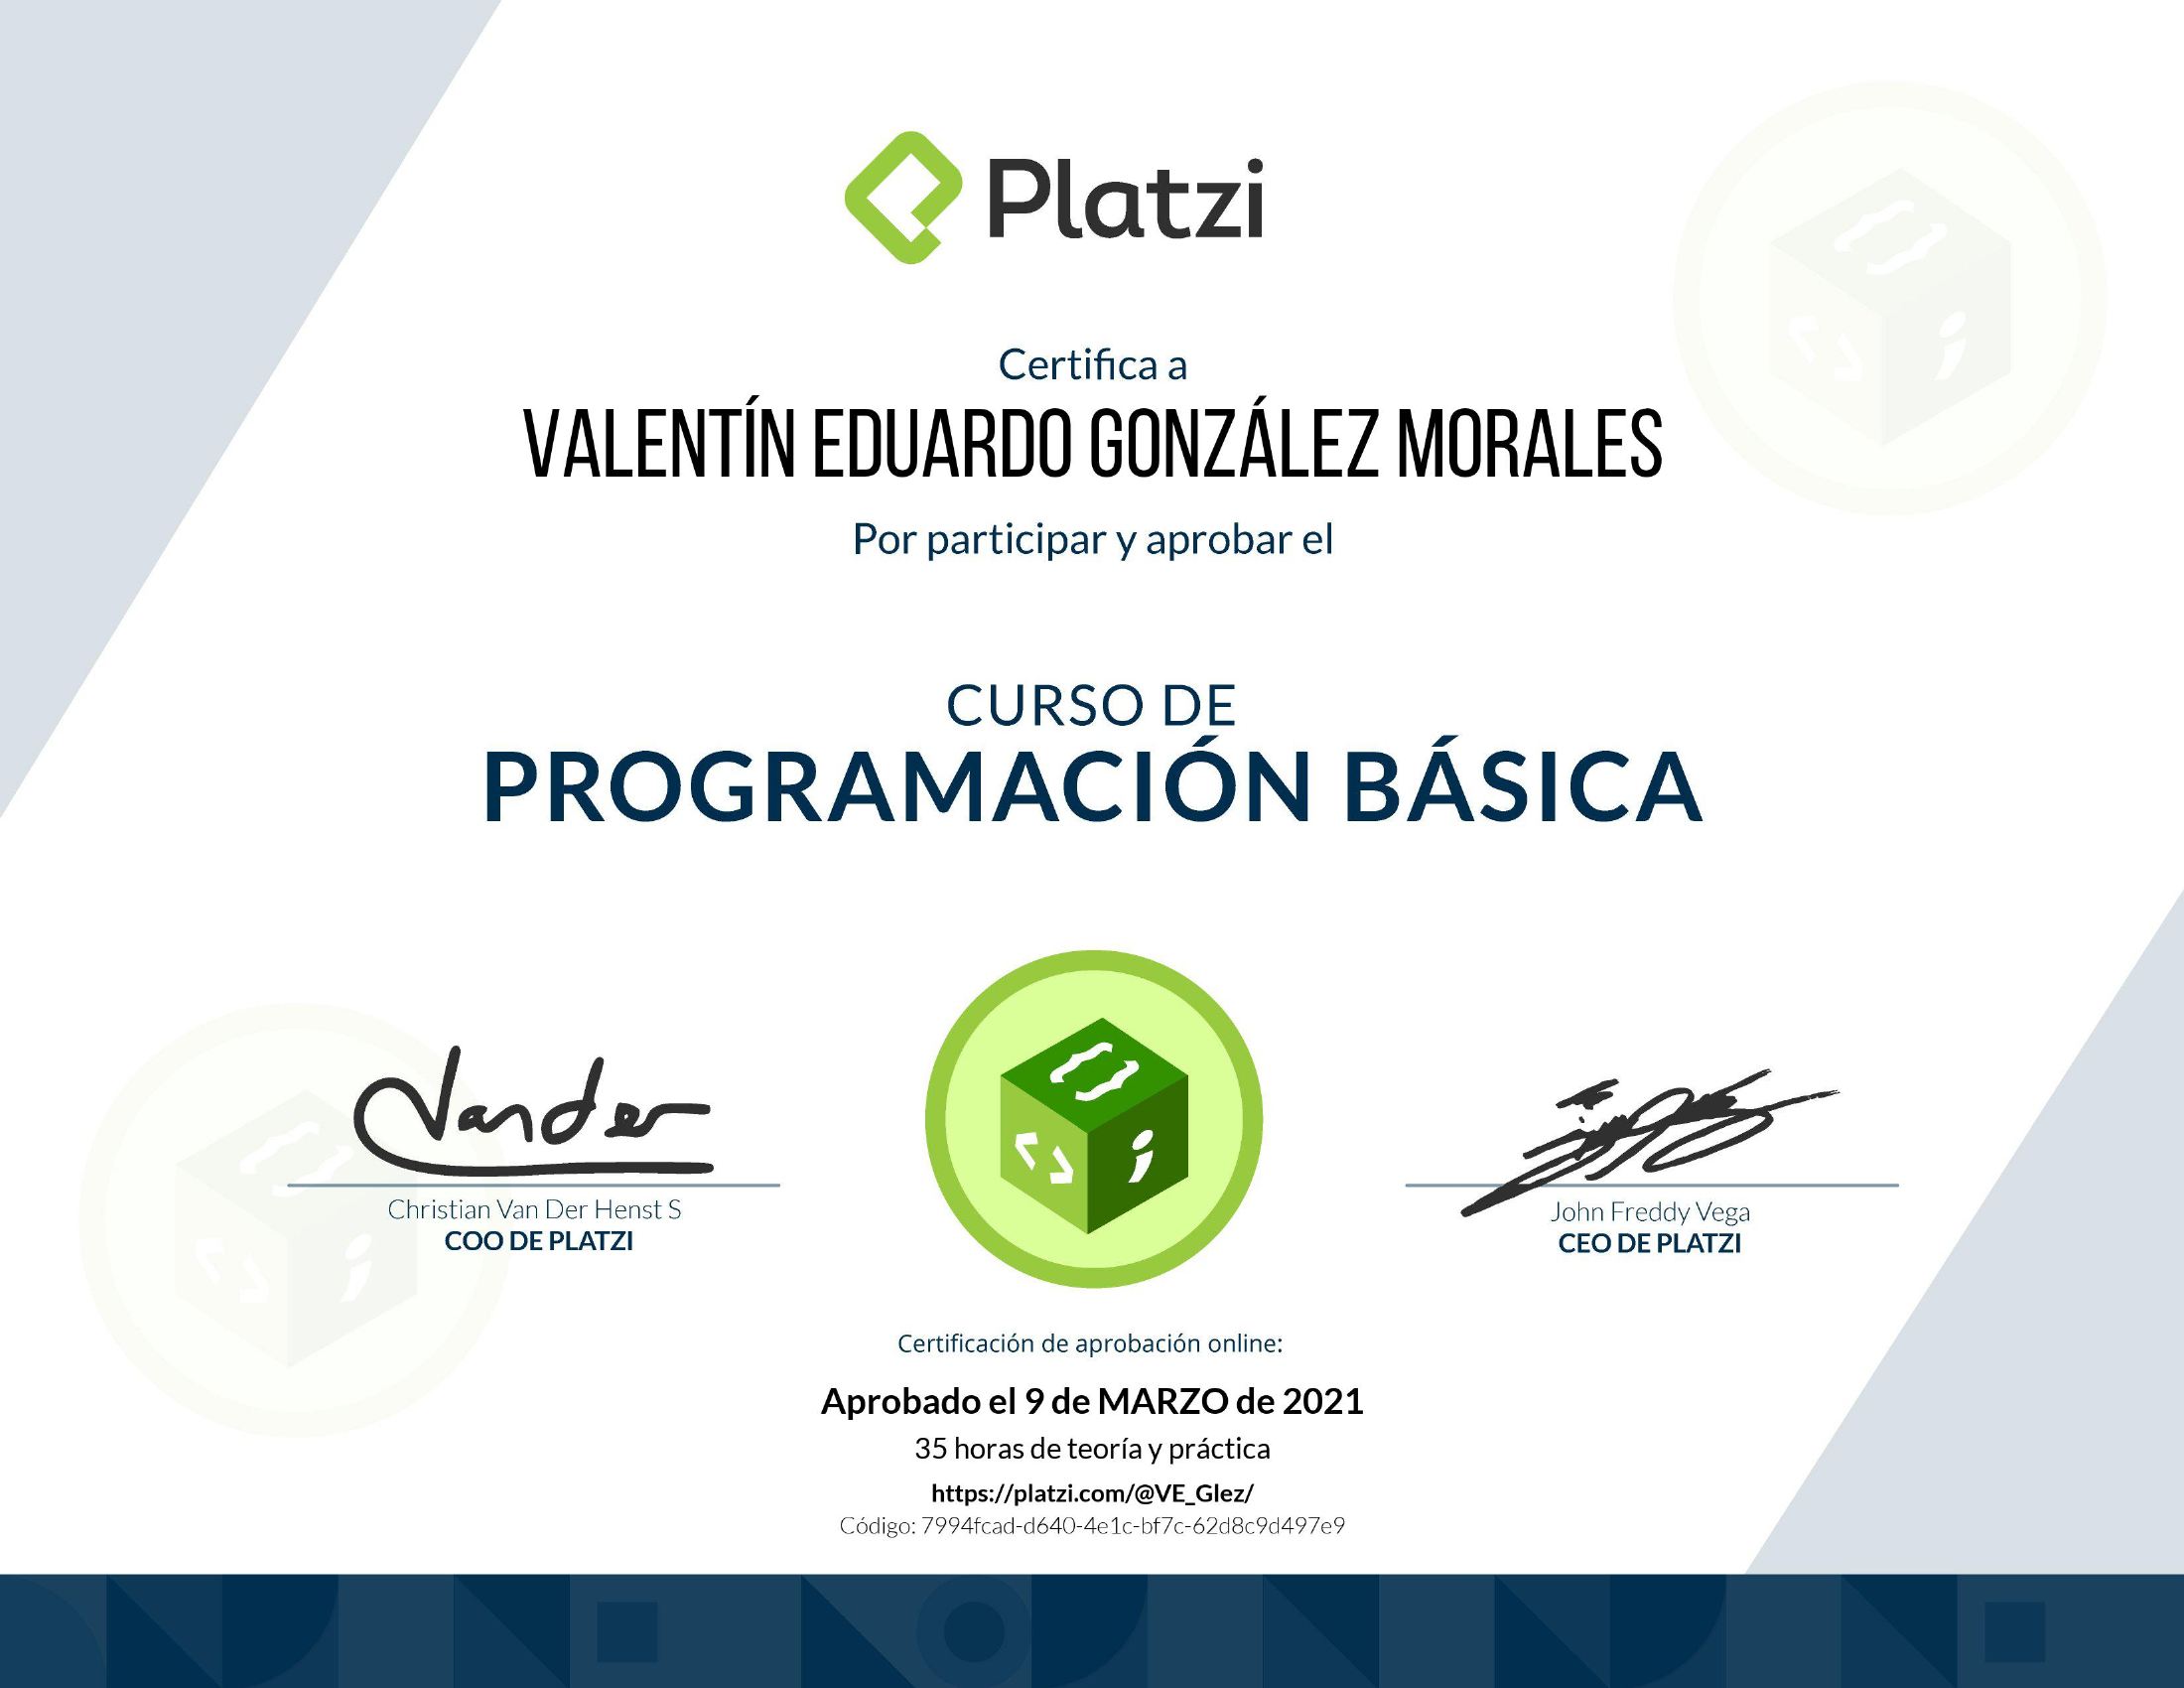 Platzi
Certifica a
VALENTÍN EDUARDO GONZÁLEZ MORALES
Por participar y aprobar el
CURSO DE
PROGRAMACIÓN BÁSICA
Vander
Christian Van Der Henst S
COO DE PLATZI
John Freddy Vega
CEO DE PLATZI
Certificación de aprobación online:
Aprobado el 9 de MARZO de 2021
35 horas de teoría y práctica
https://platzi.com/@VE_Glez/
Código: 7994fcad-d640-4e1c-bf7c-62d8c9d497e9